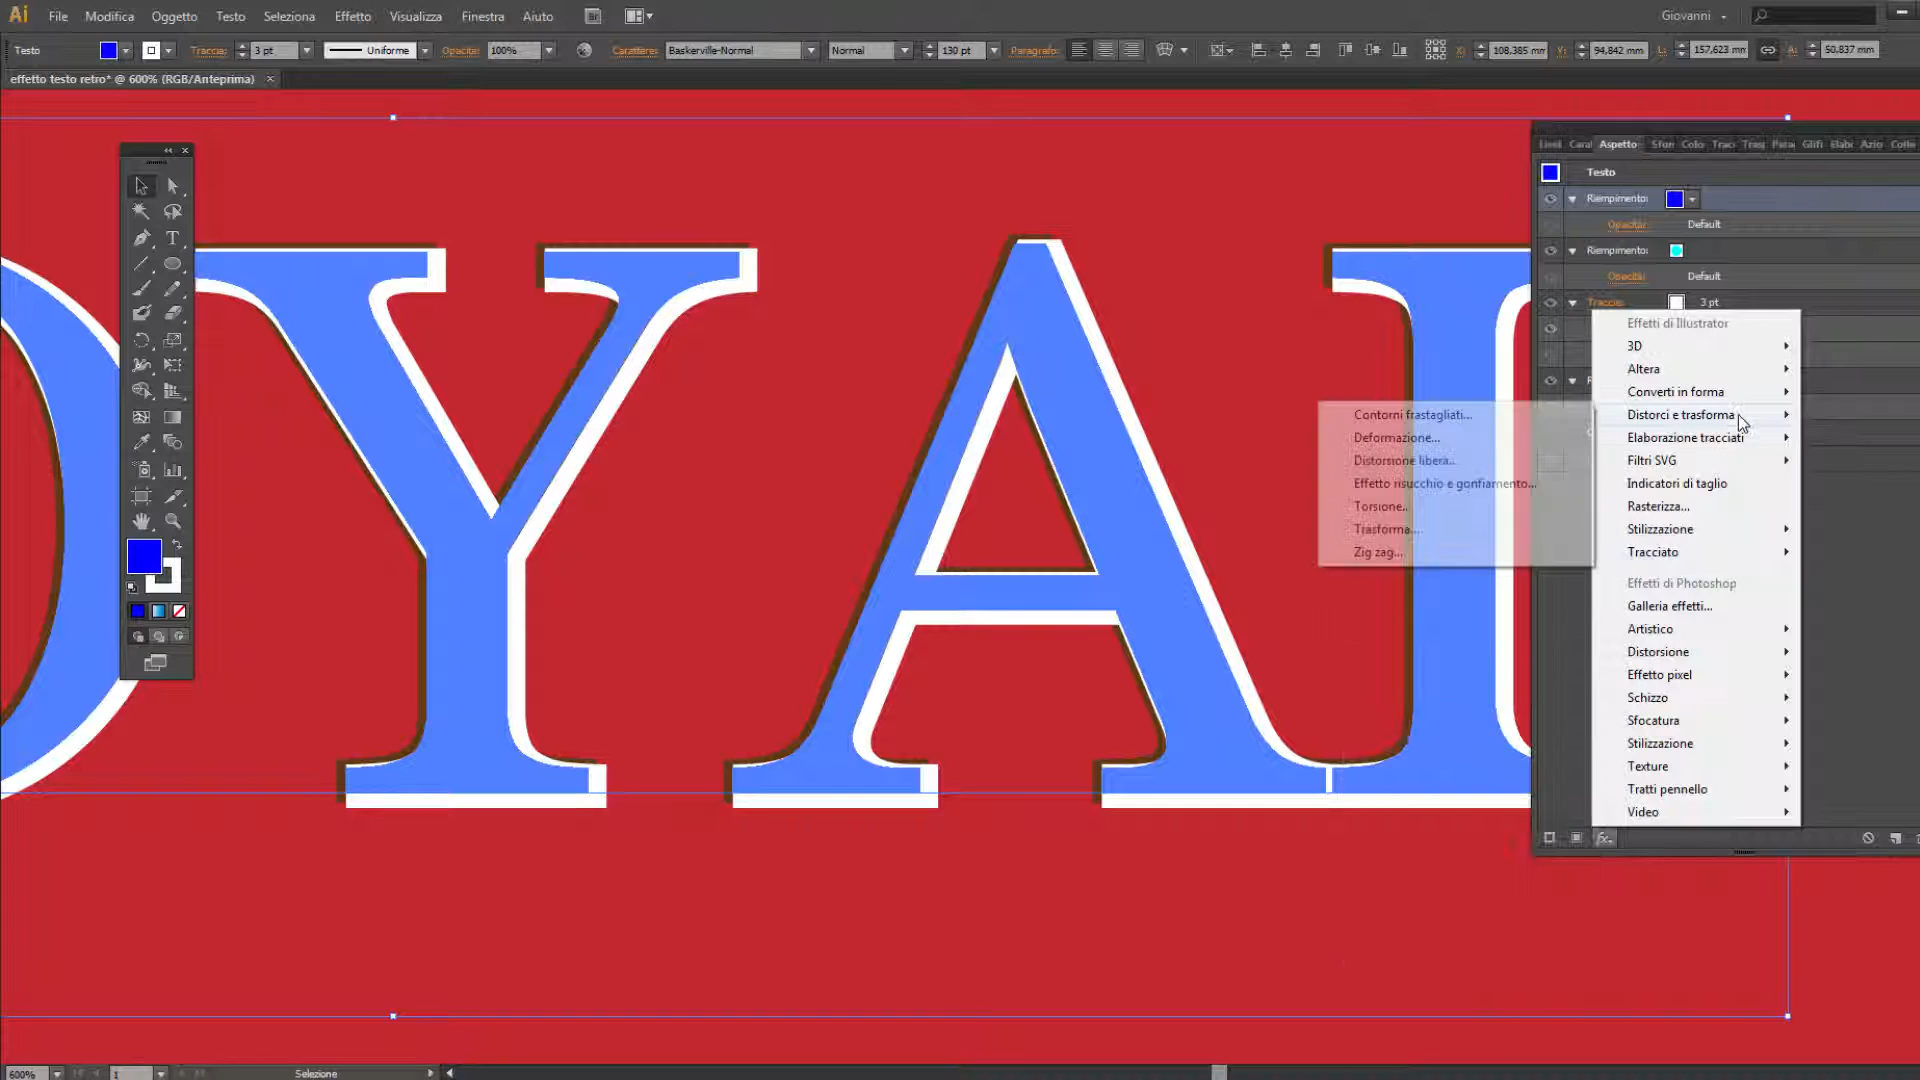 Ai File Modifica Oggetto Testo Seleziona Effetto Visualizza Finestra Aiuto Br Giovanni
Testo Traccia: 3 pt Uniforme Opacità: 100% Carattere: Baskerville-Normal Normal 130 pt Paragrafo: X: 108,385 mm Y: 94,842 mm L: 157,623 mm A: 50,837 mm
effetto testo retro* @ 600% (RGB/Anteprima)
Aspetto
Testo
Riempimento:
Opacità: Default
Riempimento:
Opacità: Default
Traccia: 3 pt
OYAL
Effetti di Illustrator
3D
Altera
Converti in forma
Distorci e trasforma
Elaborazione tracciati
Filtri SVG
Indicatori di taglio
Rasterizza...
Stilizzazione
Tracciato
Effetti di Photoshop
Galleria effetti...
Artistico
Distorsione
Effetto pixel
Schizzo
Sfocatura
Stilizzazione
Texture
Tratti pennello
Video
Contorni frastagliati...
Deformazione...
Distorsione libera...
Effetto risucchio e gonfiamento...
Torsione...
Trasforma...
Zig zag...
fx
600% 1 Selezione